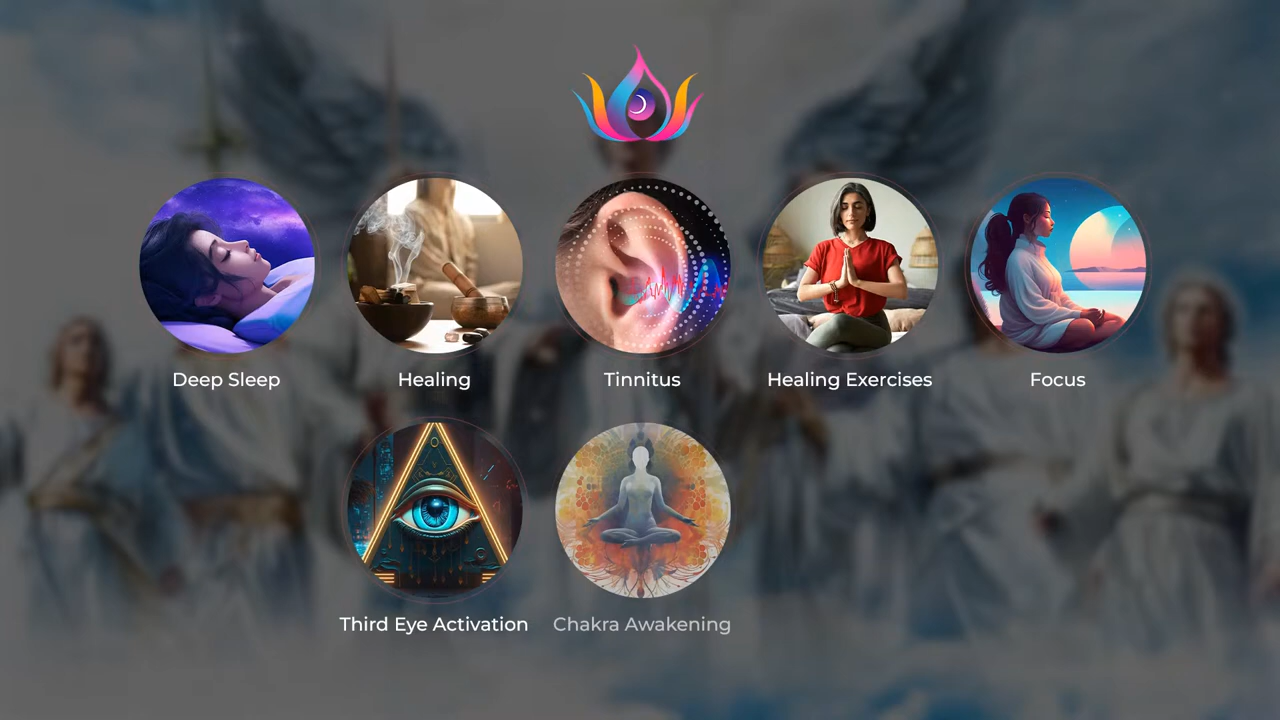 Deep Sleep
Healing
Tinnitus
Healing Exercises
Focus
Third Eye Activation
Chakra Awakening